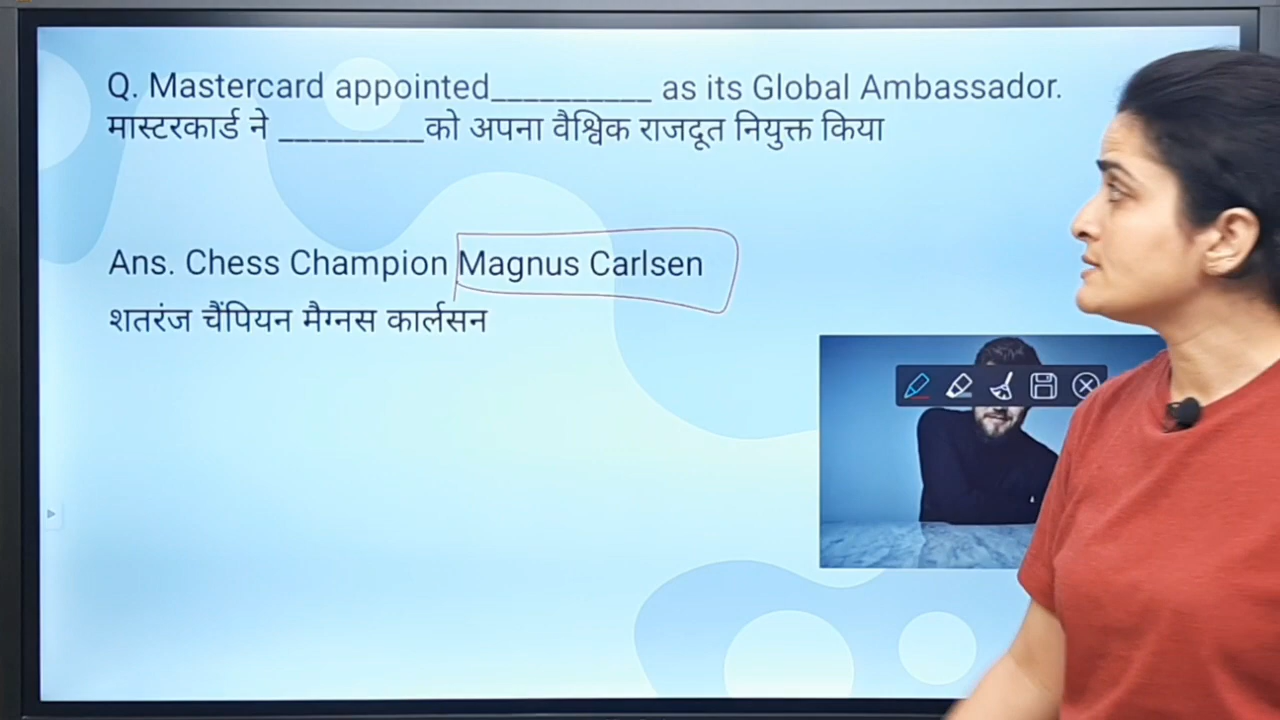 Q. Mastercard appointed__________ as its Global Ambassador.
मास्टरकार्ड ने __________को अपना वैश्विक राजदूत नियुक्त किया
Ans. Chess Champion Magnus Carlsen
शतरंज चैंपियन मैग्नस कार्लसन